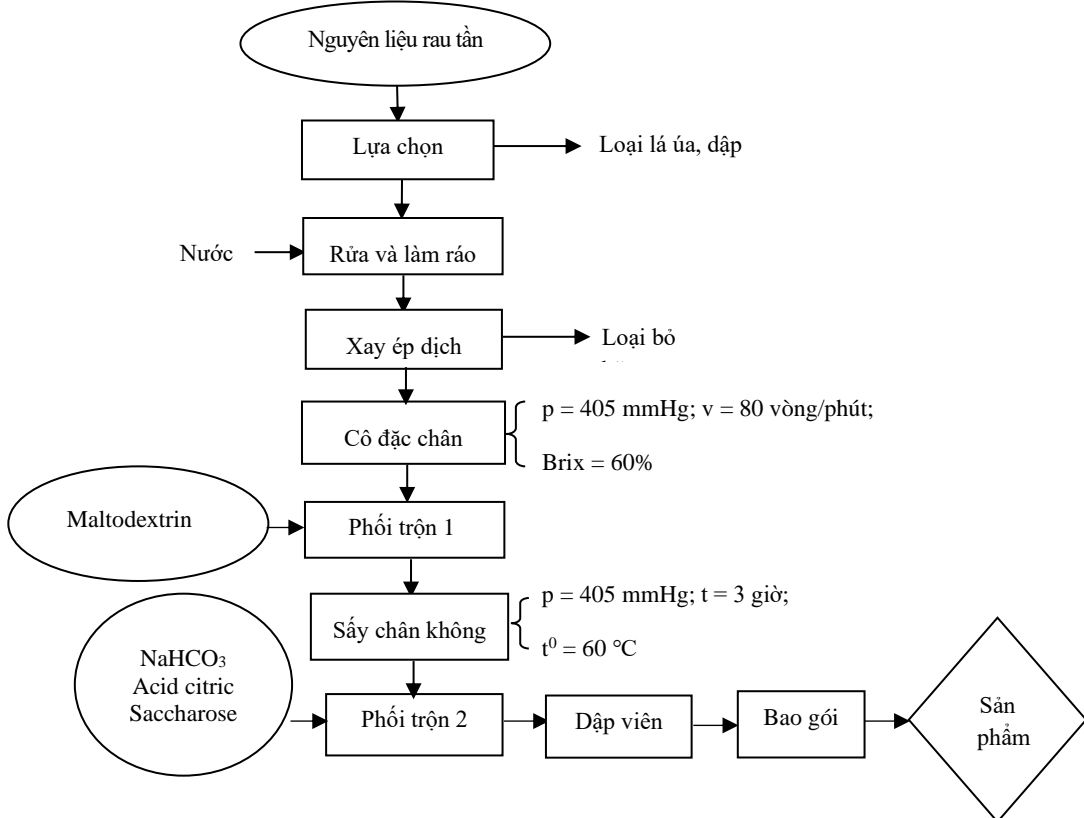 Nguyên liệu rau tần
Lựa chọn
Loại lá úa, dập
Nước
Rửa và làm ráo
Xay ép dịch
Loại bỏ
Cô đặc chân
p = 405 mmHg; v = 80 vòng/phút;
Brix = 60%
Maltodextrin
Phối trộn 1
Sấy chân không
p = 405 mmHg; t = 3 giờ;
t⁰ = 60 °C
NaHCO₃
Acid citric
Saccharose
Phối trộn 2
Dập viên
Bao gói
Sản
phẩm